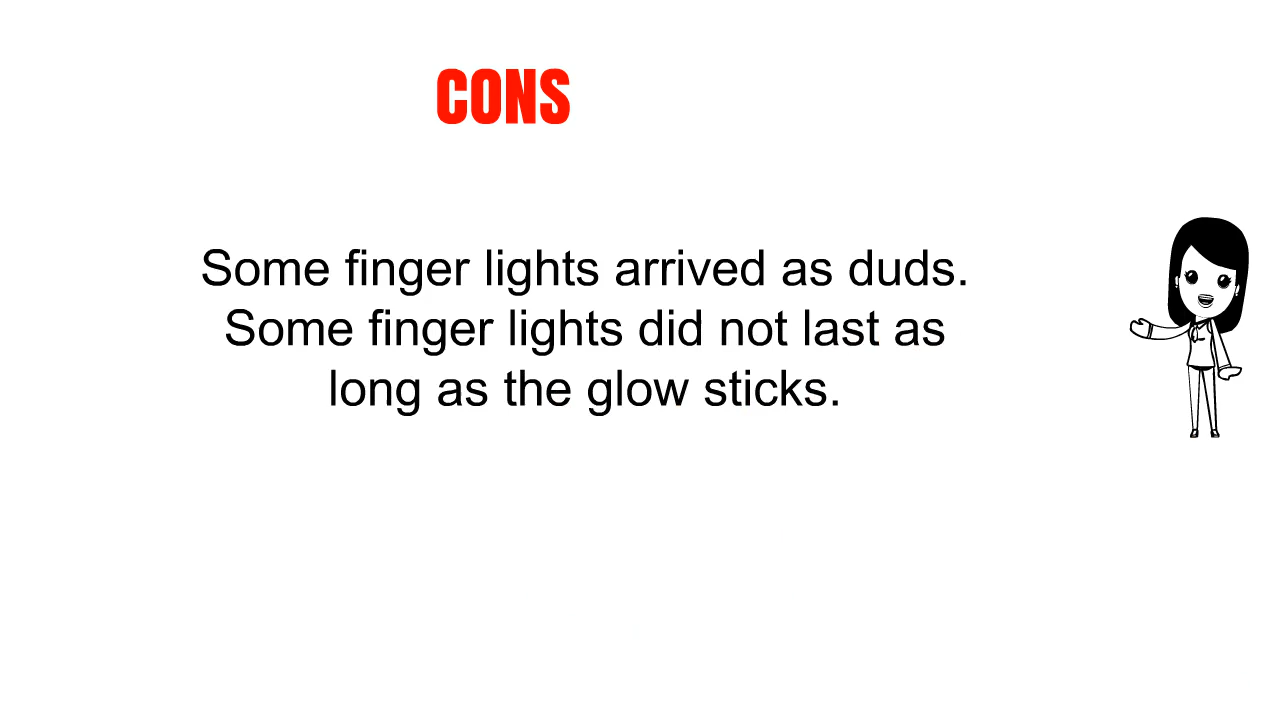 CONS
Some finger lights arrived as duds.
Some finger lights did not last as
long as the glow sticks.